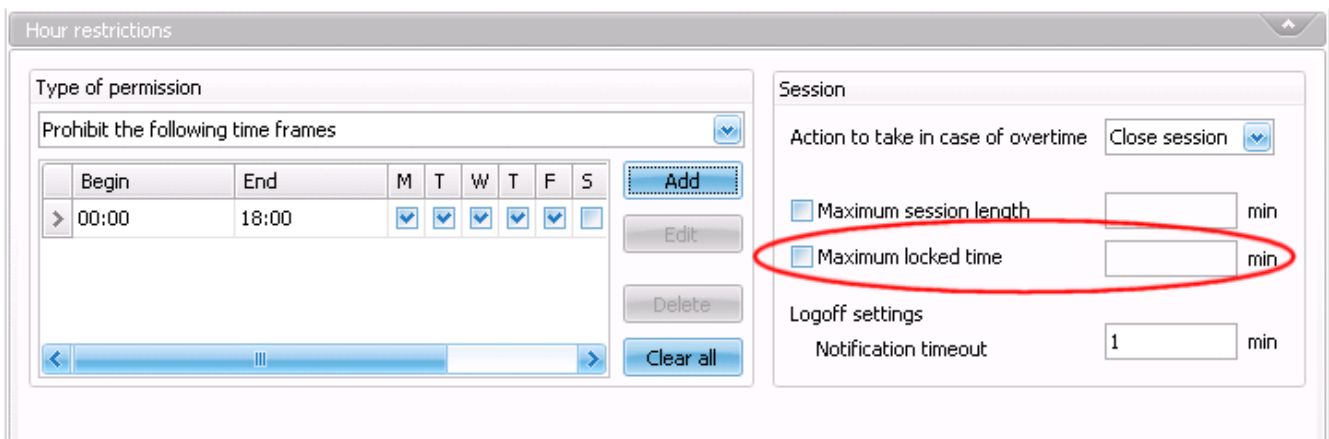 Hour restrictions
Type of permission
Prohibit the following time frames
Begin End M T W T F S
00:00 18:00
Add
Edit
Delete
Clear all
Session
Action to take in case of overtime Close session
Maximum session length min
Maximum locked time min
Logoff settings
Notification timeout 1 min